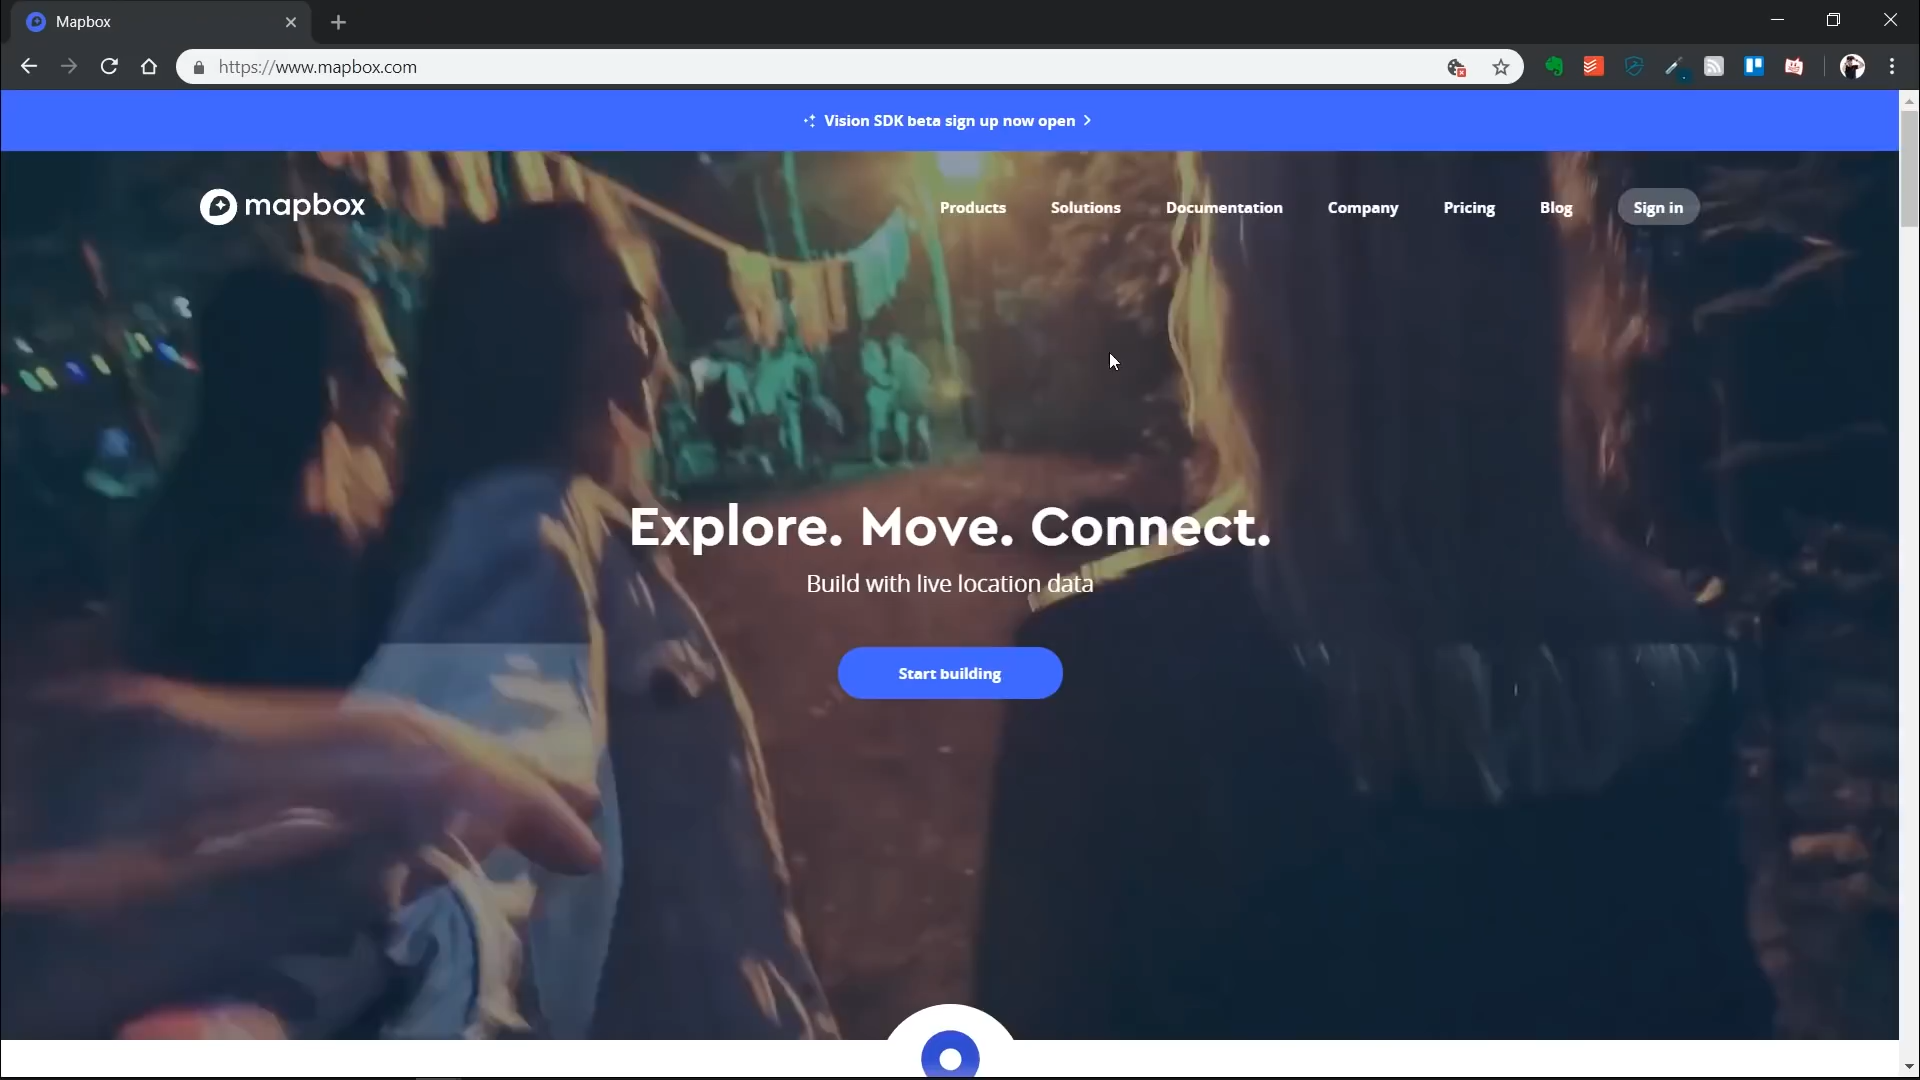 Mapbox
https://www.mapbox.com
Vision SDK beta sign up now open
mapbox
Products
Solutions
Documentation
Company
Pricing
Blog
Sign in
Explore. Move. Connect.
Build with live location data
Start building